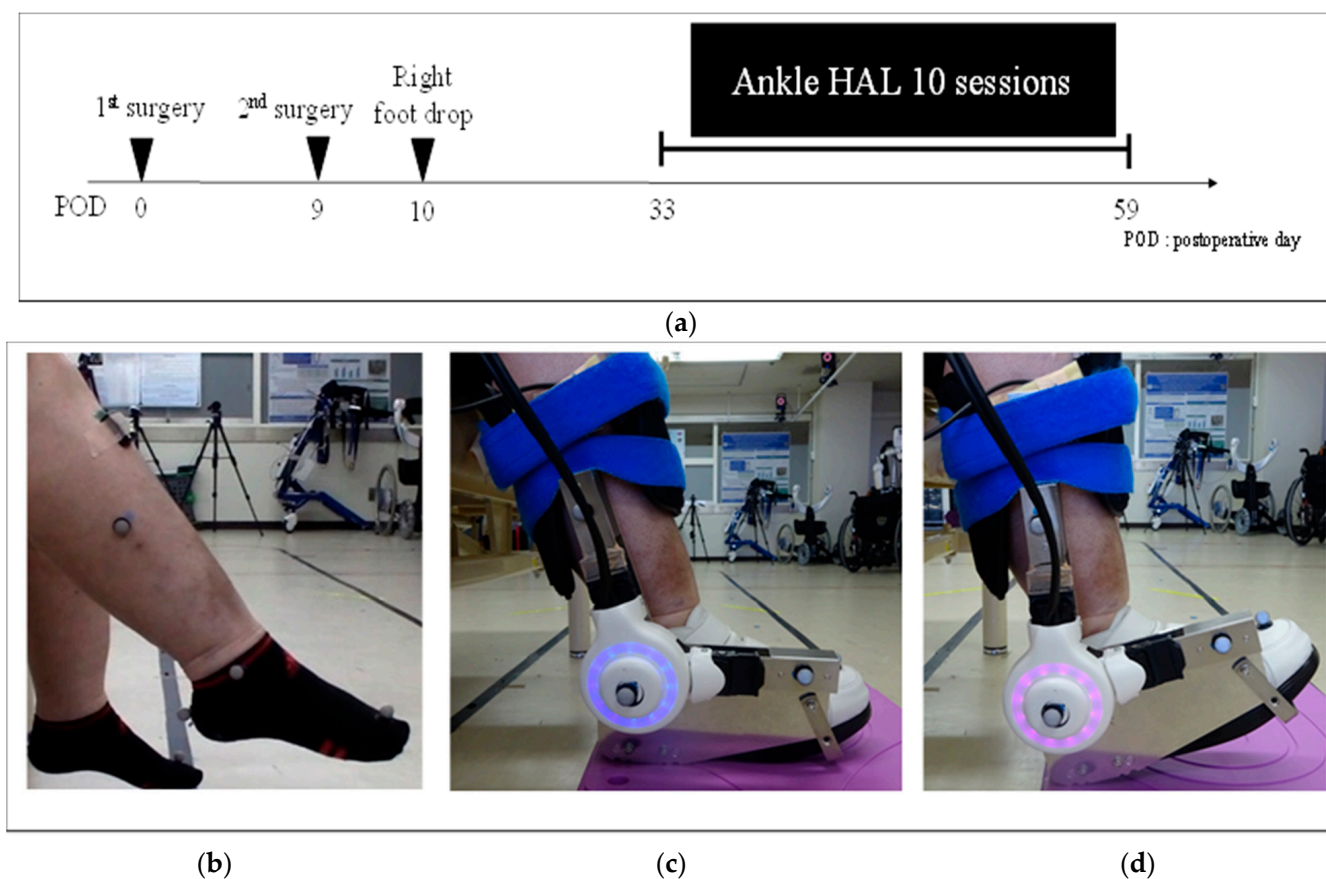 Ankle HAL 10 sessions
Right
foot drop
1st surgery 2nd surgery
POD 0 9 10 33 59
POD : postoperative day
(a)
(b) (c) (d)